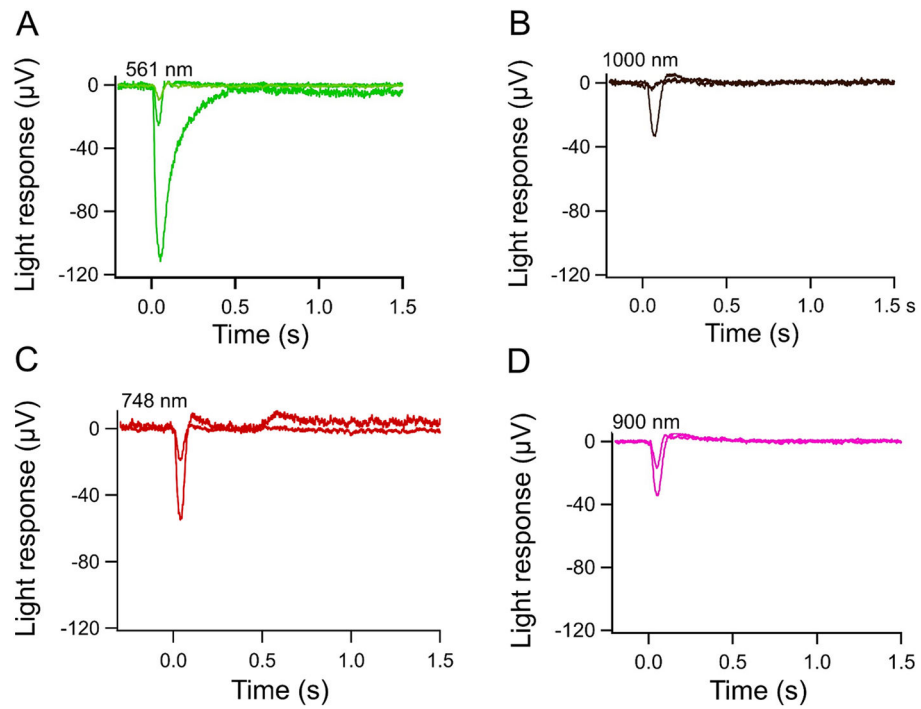 A
561 nm
Light response (µV)
0
-40
-80
-120
0.0 0.5 1.0 1.5
Time (s)
B
1000 nm
Light response (µV)
0
-40
-80
-120
0.0 0.5 1.0 1.5 s
Time (s)
C
748 nm
Light response (µV)
0
-40
-80
-120
0.0 0.5 1.0 1.5
Time (s)
D
900 nm
Light response (µV)
0
-40
-80
-120
0.0 0.5 1.0 1.5
Time (s)